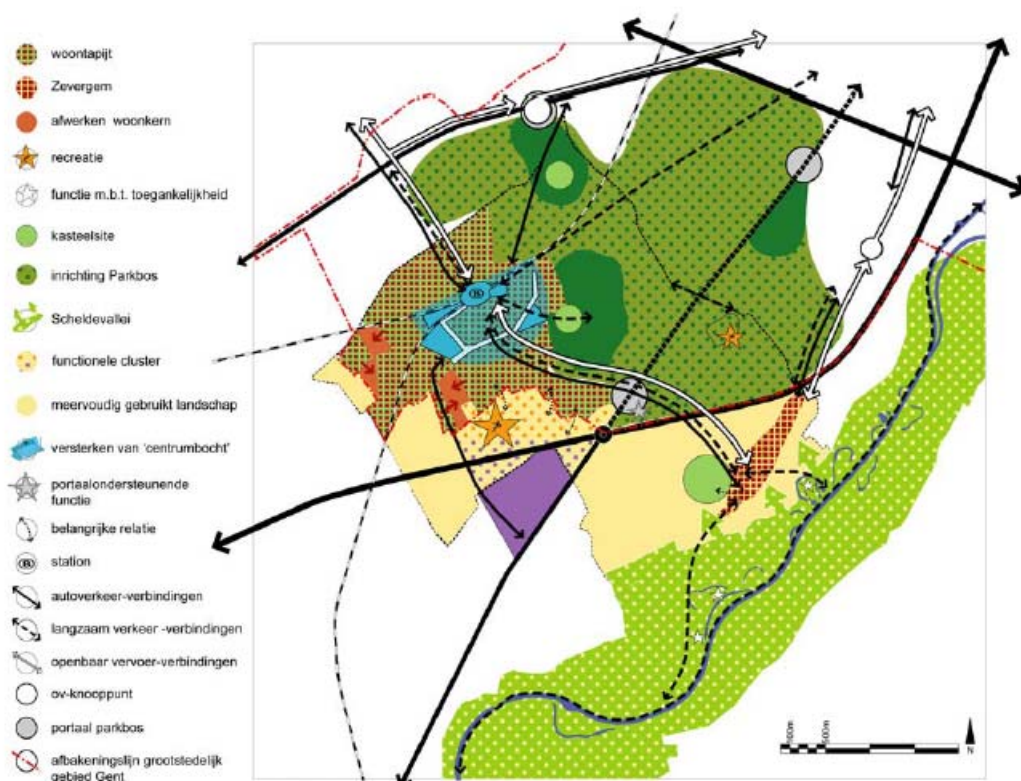 woontapijt
Zevergem
afwerken woonkern
recreatie
functie m.b.t. toegankelijkheid
kasteelsite
inrichting Parkbos
Scheldevallei
functionele cluster
meervoudig gebruikt landschap
versterken van 'centrumbocht'
portaalondersteunende
functie
belangrijke relatie
station
autoverkeer-verbindingen
langzaam verkeer -verbindingen
openbaar vervoer-verbindingen
ov-knooppunt
portaal parkbos
afbakeningslijn grootstedelijk
gebied Gent
100m
500m
N